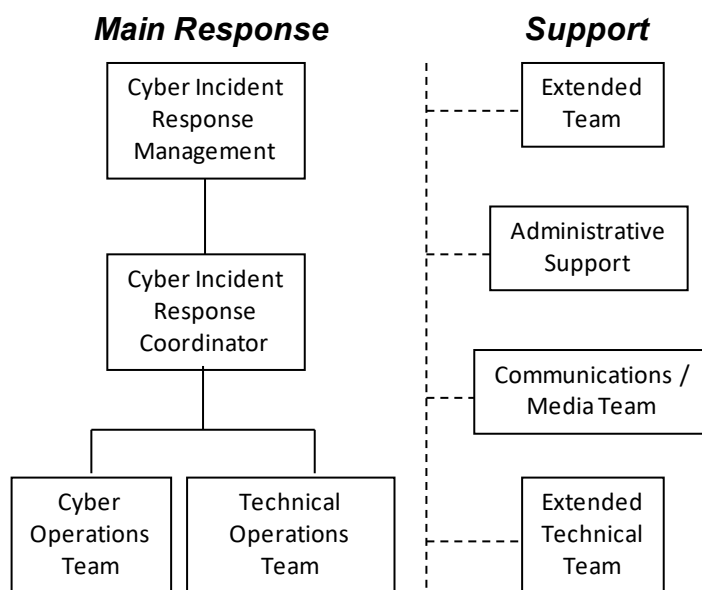 Main Response
Support
Cyber Incident
Response
Management
Extended
Team
Administrative
Support
Cyber Incident
Response
Coordinator
Communications /
Media Team
Cyber
Operations
Team
Technical
Operations
Team
Extended
Technical
Team